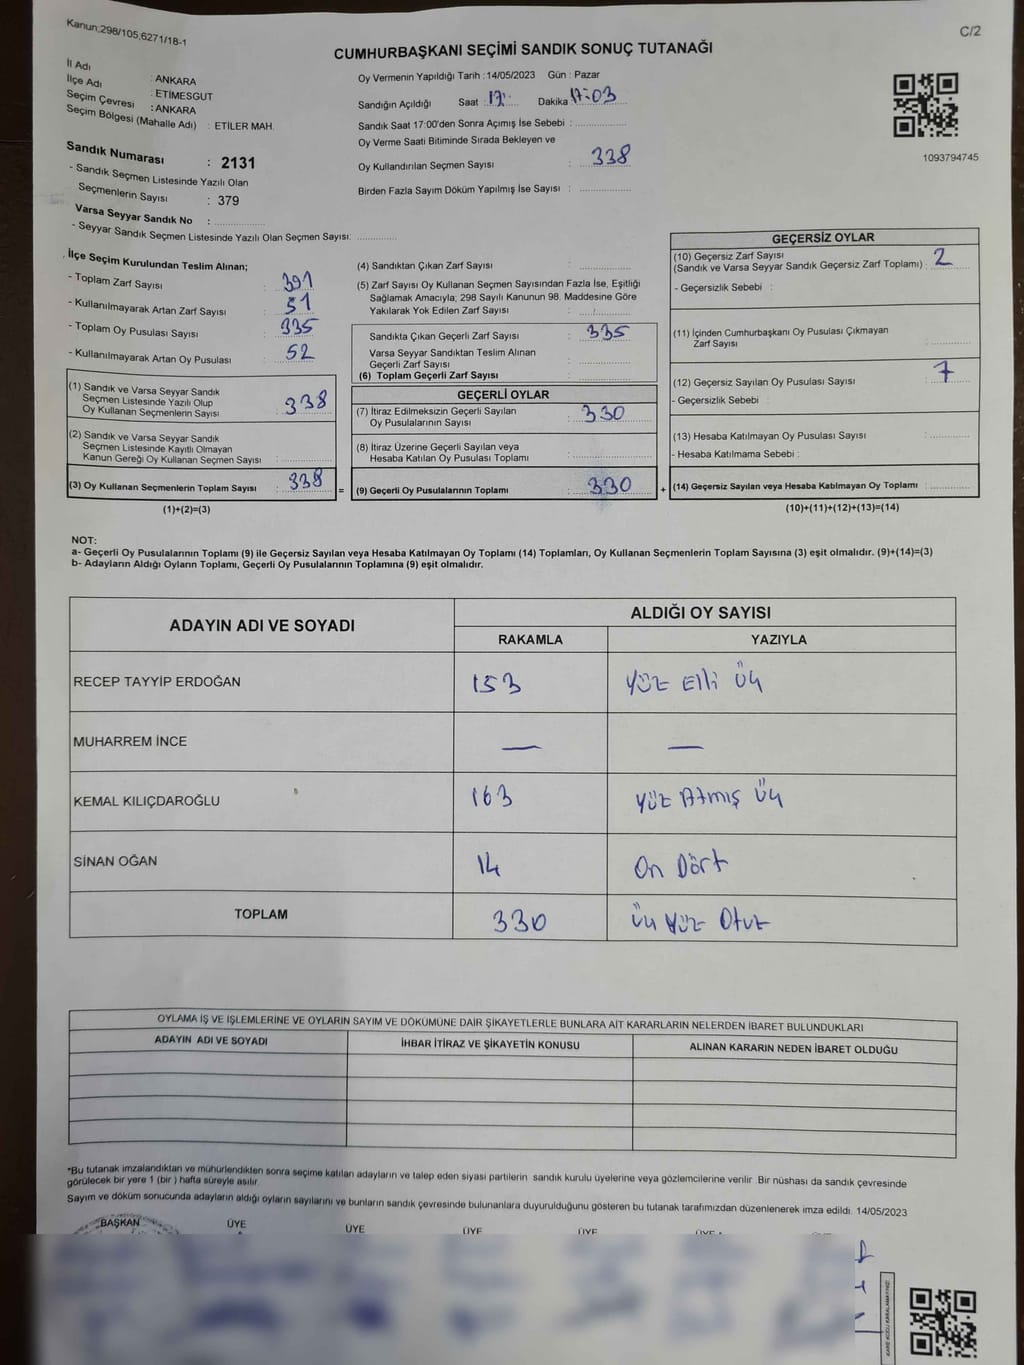 Kanun.298/105,6271/18-1
C/2
CUMHURBAŞKANI SEÇİMİ SANDIK SONUÇ TUTANAĞI
İl Adı : ANKARA
İlçe Adı : ETİMESGUT
Seçim Çevresi : ANKARA
Seçim Bölgesi (Mahalle Adı) : ETİLER MAH.
Sandık Numarası : 2131
- Sandık Seçmen Listesinde Yazılı Olan
Seçmenlerin Sayısı : 379
Varsa Seyyar Sandık No :
- Seyyar Sandık Seçmen Listesinde Yazılı Olan Seçmen Sayısı:
Oy Vermenin Yapıldığı Tarih :14/05/2023 Gün : Pazar
Sandığın Açıldığı Saat : 17: Dakika 17:03
Sandık Saat 17:00'den Sonra Açımış İse Sebebi :
Oy Verme Saati Bitiminde Sırada Bekleyen ve
Oy Kullandırılan Seçmen Sayısı : 338
Birden Fazla Sayım Döküm Yapılmış İse Sayısı :
1093794745
İlçe Seçim Kurulundan Teslim Alınan;
- Toplam Zarf Sayısı : 391
- Kullanılmayarak Artan Zarf Sayısı : 51
- Toplam Oy Pusulası Sayısı : 335
- Kullanılmayarak Artan Oy Pusulası : 52
(1) Sandık ve Varsa Seyyar Sandık
Seçmen Listesinde Yazılı Olup
Oy Kullanan Seçmenlerin Sayısı : 338
(2) Sandık ve Varsa Seyyar Sandık
Seçmen Listesinde Kayıtlı Olmayan
Kanun Gereği Oy Kullanan Seçmen Sayısı :
(3) Oy Kullanan Seçmenlerin Toplam Sayısı : 338
(1)+(2)=(3)
=
(4) Sandıktan Çıkan Zarf Sayısı :
(5) Zarf Sayısı Oy Kullanan Seçmen Sayısından Fazla İse, Eşitliği
Sağlamak Amacıyla; 298 Sayılı Kanunun 98. Maddesine Göre
Yakılarak Yok Edilen Zarf Sayısı :
Sandıkta Çıkan Geçerli Zarf Sayısı : 335
Varsa Seyyar Sandıktan Teslim Alınan
Geçerli Zarf Sayısı :
(6) Toplam Geçerli Zarf Sayısı :
GEÇERLİ OYLAR
(7) İtiraz Edilmeksizin Geçerli Sayılan
Oy Pusulalarının Sayısı : 330
(8) İtiraz Üzerine Geçerli Sayılan veya
Hesaba Katılan Oy Pusulası Toplamı :
(9) Geçerli Oy Pusulalarının Toplamı : 330
+
GEÇERSİZ OYLAR
(10) Geçersiz Zarf Sayısı
(Sandık ve Varsa Seyyar Sandık Geçersiz Zarf Toplamı) : 2
- Geçersizlik Sebebi :
(11) İçinden Cumhurbaşkanı Oy Pusulası Çıkmayan
Zarf Sayısı :
(12) Geçersiz Sayılan Oy Pusulası Sayısı : 7
- Geçersizlik Sebebi :
(13) Hesaba Katılmayan Oy Pusulası Sayısı :
- Hesaba Katılmama Sebebi :
(14) Geçersiz Sayılan veya Hesaba Katılmayan Oy Toplamı :
(10)+(11)+(12)+(13)=(14)
NOT:
a- Geçerli Oy Pusulalarının Toplamı (9) ile Geçersiz Sayılan veya Hesaba Katılmayan Oy Toplamı (14) Toplamları, Oy Kullanan Seçmenlerin Toplam Sayısına (3) eşit olmalıdır. (9)+(14)=(3)
b- Adayların Aldığı Oyların Toplamı, Geçerli Oy Pusulalarının Toplamına (9) eşit olmalıdır.
ADAYIN ADI VE SOYADI
ALDIĞI OY SAYISI
RAKAMLA YAZIYLA
RECEP TAYYİP ERDOĞAN 153 Yüz Elli Üç
MUHARREM İNCE — —
KEMAL KILIÇDAROĞLU 163 Yüz Atmış Üç
SİNAN OĞAN 14 On Dört
TOPLAM 330 Üç Yüz Otuz
OYLAMA İŞ VE İŞLEMLERİNE VE OYLARIN SAYIM VE DÖKÜMÜNE DAİR ŞİKAYETLERLE BUNLARA AİT KARARLARIN NELERDEN İBARET BULUNDUKLARI
ADAYIN ADI VE SOYADI İHBAR İTİRAZ VE ŞİKAYETİN KONUSU ALINAN KARARIN NEDEN İBARET OLDUĞU
*Bu tutanak imzalandıktan ve mühürlendikten sonra seçime katılan adayların ve talep eden siyasi partilerin sandık kurulu üyelerine veya gözlemcilerine verilir. Bir nüshası da sandık çevresinde
görülecek bir yere 1 (bir ) hafta süreyle asılır.
Sayım ve döküm sonucunda adayların aldığı oyların sayılarını ve bunların sandık çevresinde bulunanlara duyurulduğunu gösteren bu tutanak tarafımızdan düzenlenerek imza edildi. 14/05/2023
BAŞKAN ÜYE ÜYE ÜYE ÜYE ÜYE